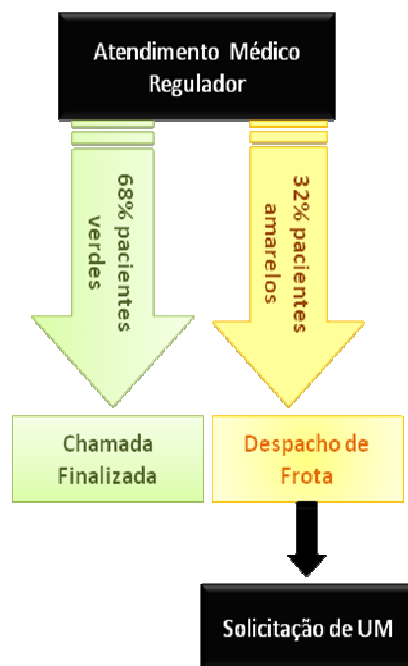 Atendimento Médico
Regulador
68% pacientes
verdes
32% pacientes
amarelos
Chamada
Finalizada
Despacho de
Frota
Solicitação de UM